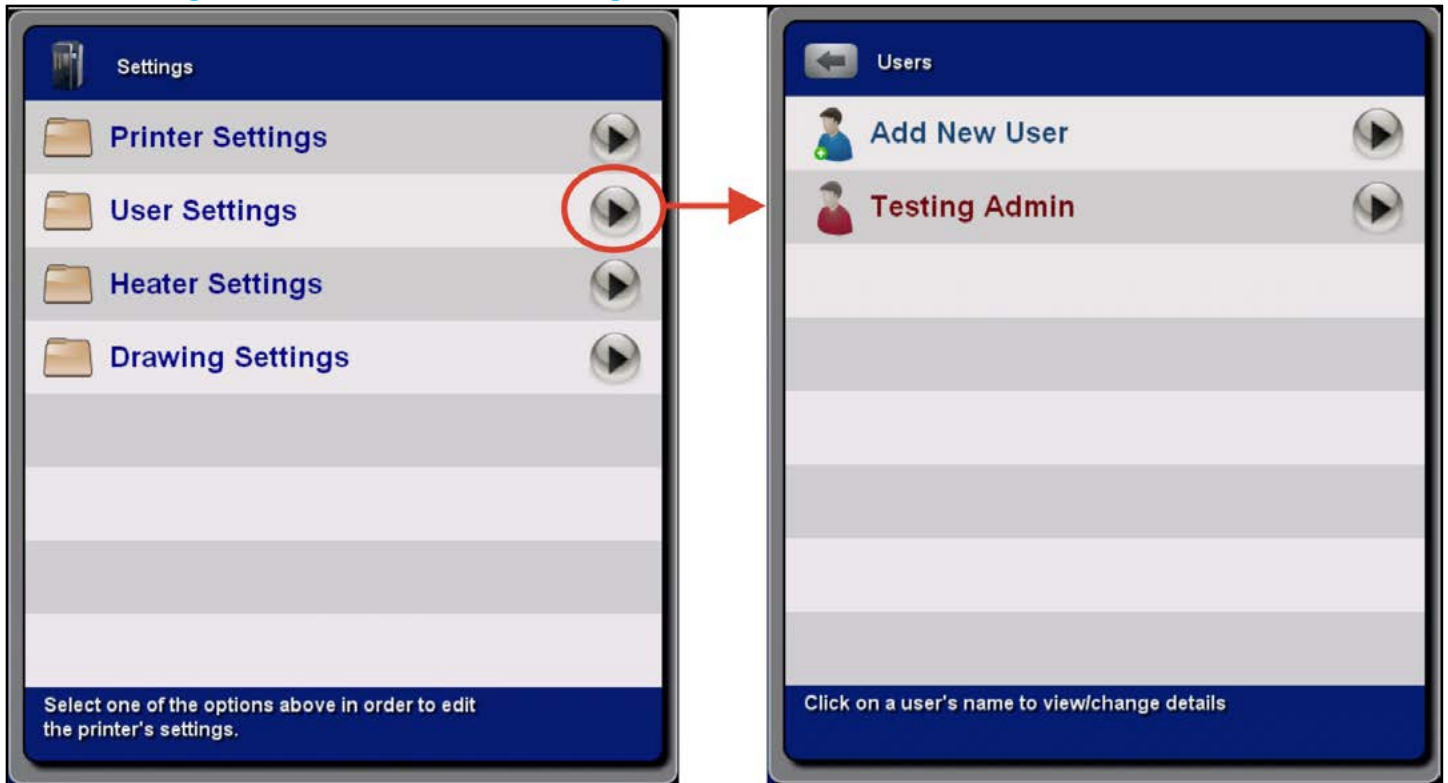 Settings
Printer Settings
User Settings
Heater Settings
Drawing Settings
Select one of the options above in order to edit
the printer's settings.
Users
Add New User
Testing Admin
Click on a user's name to view/change details